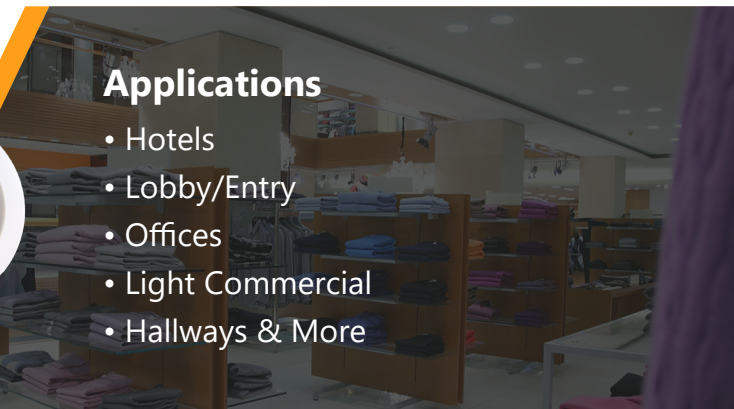 Applications
• Hotels
• Lobby/Entry
• Offices
• Light Commercial
• Hallways & More